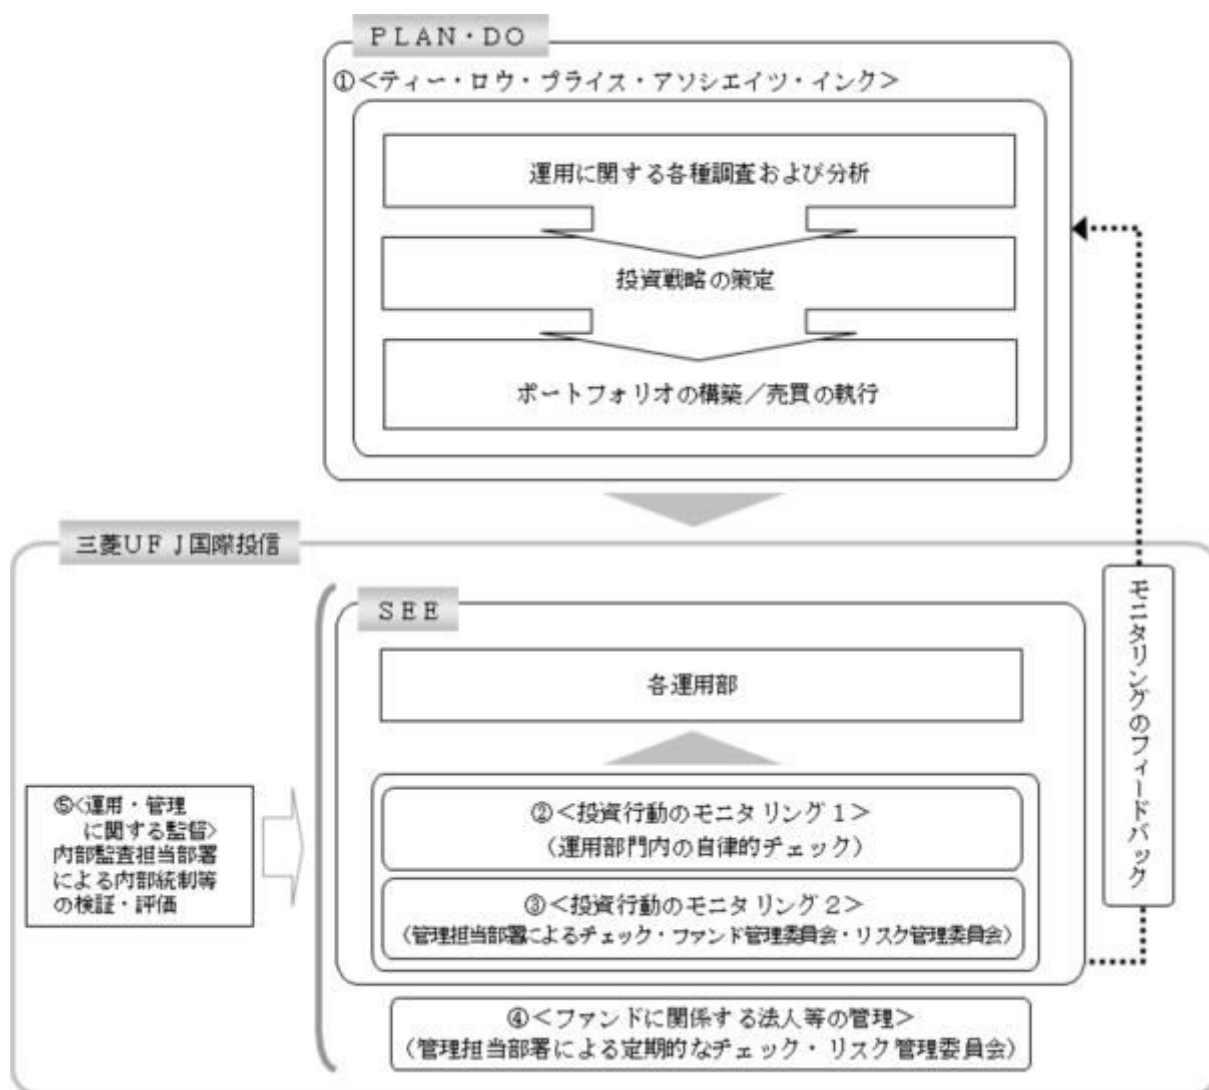 ＰＬＡＮ・ＤＯ
①＜ティー・ロウ・プライス・アソシエイツ・インク＞
運用に関する各種調査および分析
投資戦略の策定
ポートフォリオの構築／売買の執行
三菱ＵＦＪ国際投信
ＳＥＥ
各運用部
②＜投資行動のモニタリング１＞
（運用部門内の自律的チェック）
③＜投資行動のモニタリング２＞
（管理担当部署によるチェック・ファンド管理委員会・リスク管理委員会）
④＜ファンドに関係する法人等の管理＞
（管理担当部署による定期的なチェック・リスク管理委員会）
⑤＜運用・管理
に関する監督＞
内部監査担当部署
による内部統制等
の検証・評価
モニタリングのフィードバック